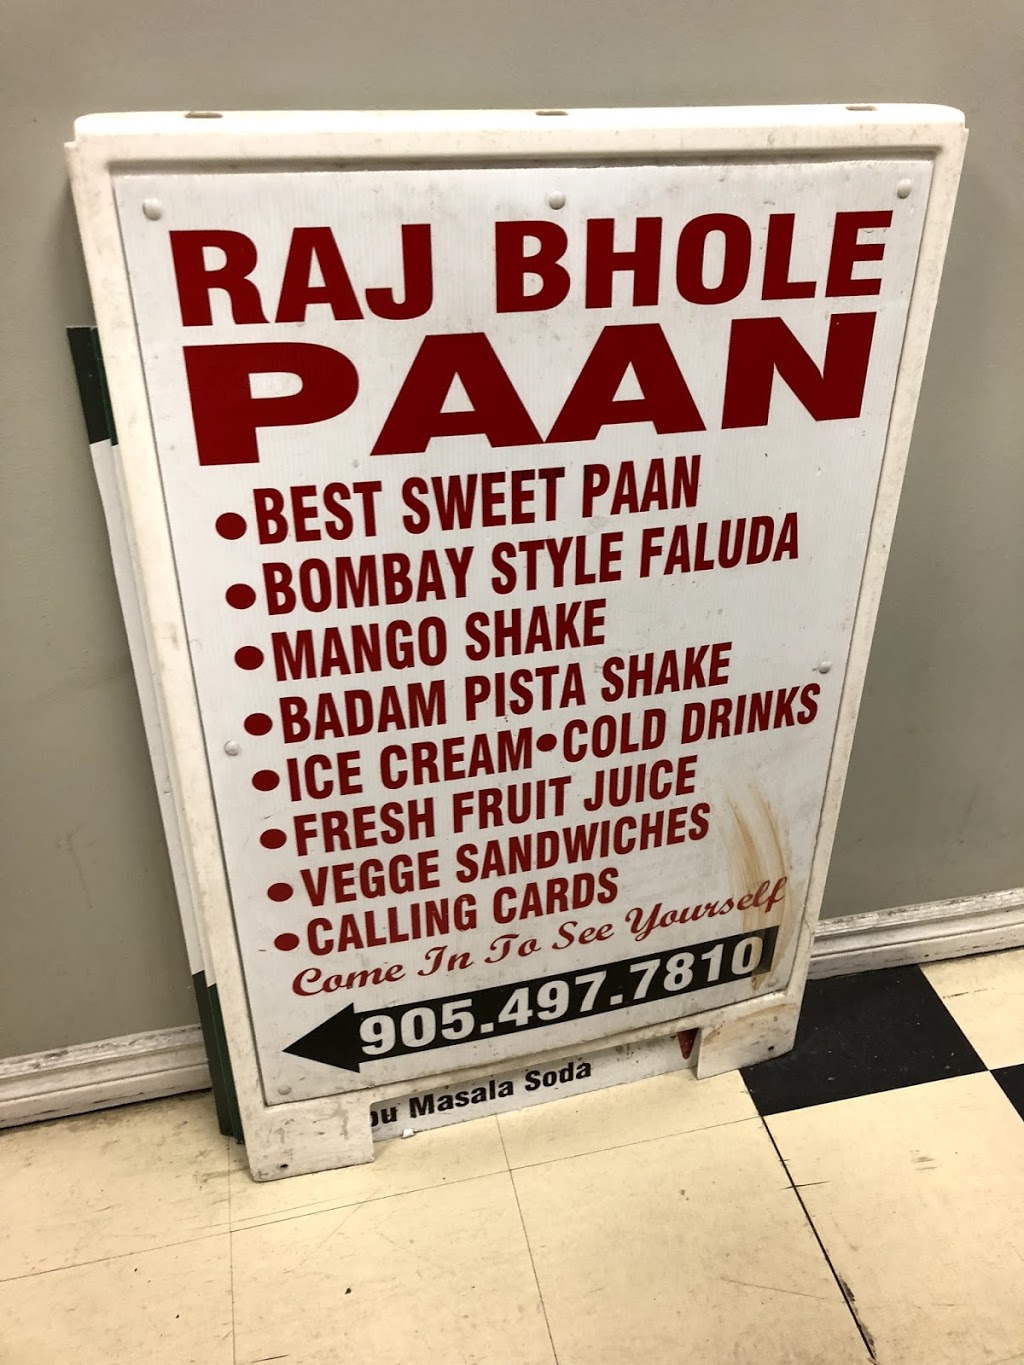 RAJ BHOLE
PAAN
•BEST SWEET PAAN
•BOMBAY STYLE FALUDA
•MANGO SHAKE
•BADAM PISTA SHAKE
•ICE CREAM•COLD DRINKS
•FRESH FRUIT JUICE
•VEGGE SANDWICHES
•CALLING CARDS
Come In To See Yourself
905.497.7810
Masala Soda